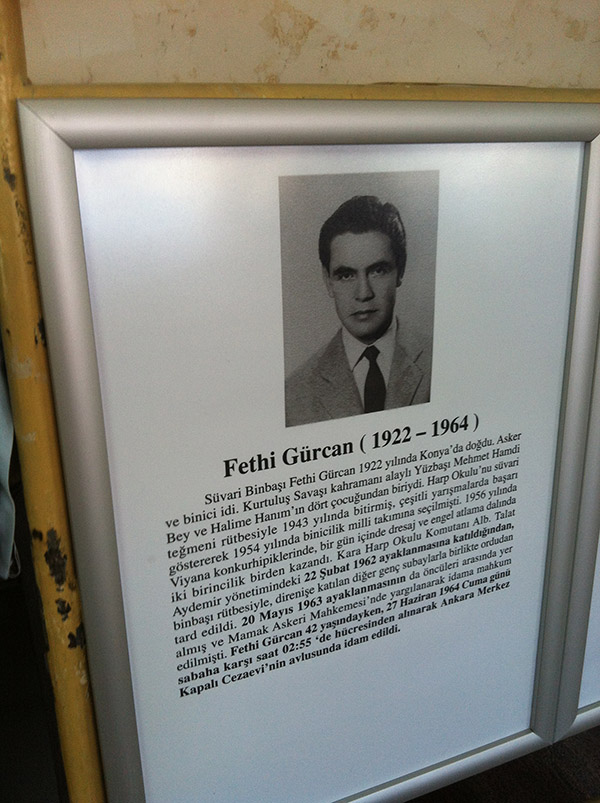 Fethi Gürcan ( 1922 – 1964 )
Süvari Binbaşı Fethi Gürcan 1922 yılında Konya'da doğdu. Asker
ve binici idi. Kurtuluş Savaşı kahramanı alaylı Yüzbaşı Mehmet Hamdi
Bey ve Halime Hanım'ın dört çocuğundan biriydi. Harp Okulu'nu süvari
teğmeni rütbesiyle 1943 yılında bitirmiş, çeşitli yarışmalarda başarı
göstererek 1954 yılında binicilik milli takımına seçilmişti. 1956 yılında
Viyana konkurhipiklerinde, bir gün içinde dresaj ve engel atlama dalında
iki birincilik birden kazandı. Kara Harp Okulu Komutanı Alb. Talat
Aydemir yönetimindeki 22 Şubat 1962 ayaklanmasına katıldığından,
binbaşı rütbesiyle, direnişe katılan diğer genç subaylarla birlikte ordudan
tard edildi. 20 Mayıs 1963 ayaklanmasının da öncüleri arasında yer
almış ve Mamak Askeri Mahkemesi'nde yargılanarak idama mahkum
edilmişti. Fethi Gürcan 42 yaşındayken, 27 Haziran 1964 Cuma günü
sabaha karşı saat 02:55 'de hücresinden alınarak Ankara Merkez
Kapalı Cezaevi'nin avlusunda idam edildi.